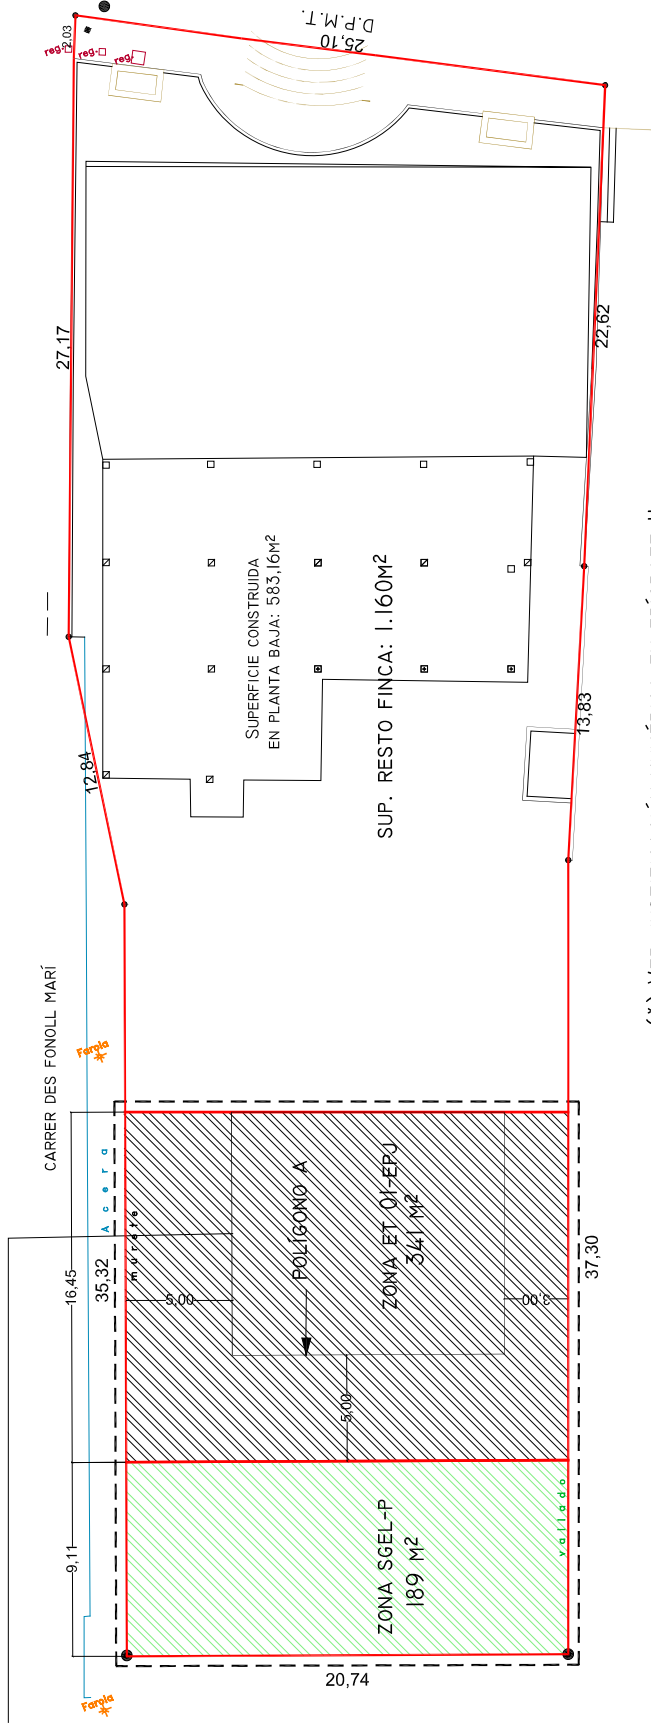 D.P.M.T.
25,10
2,03
reg.
reg.
reg.
27,17
22,62
SUPERFICIE CONSTRUIDA
EN PLANTA BAJA: 583,16M²
SUP. RESTO FINCA: 1.160M²
12,84
13,83
CARRER DES FONOLL MARÍ
Farola
Acera
murete
16,45
35,32
5,00
POLÍGONO A
ZONA ET 01-EPJ
341 M²
3,00
37,30
5,00
9,11
ZONA SGEL-P
189 M²
vallado
20,74
Farola